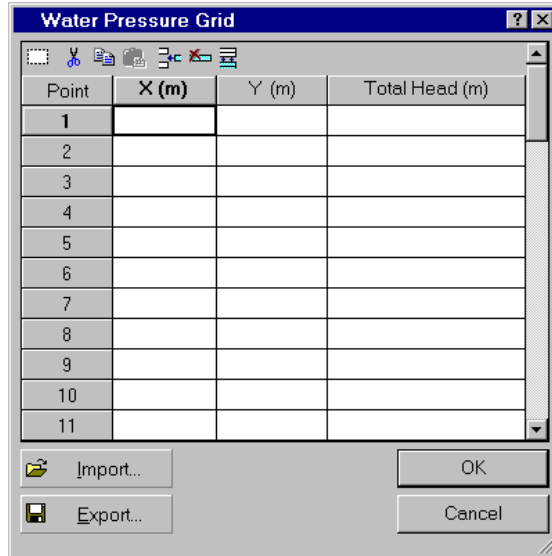 Water Pressure Grid
Point X (m) Y (m) Total Head (m)
1
2
3
4
5
6
7
8
9
10
11
Import... OK
Export... Cancel